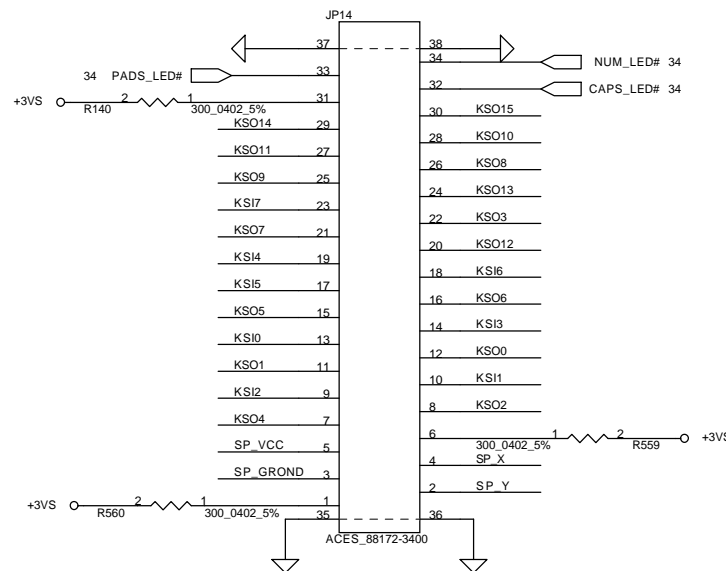 JP14
37 38
34 NUM_LED# 34
34 PADS_LED# 33
32 CAPS_LED# 34
+3VS R140 2 1 300_0402_5% 31
30 KSO15
KSO14 29
28 KSO10
KSO11 27
26 KSO8
KSO9 25
24 KSO13
KSI7 23
22 KSO3
KSO7 21
20 KSO12
KSI4 19
18 KSI6
KSI5 17
16 KSO6
KSO5 15
14 KSI3
KSI0 13
12 KSO0
KSO1 11
10 KSI1
KSI2 9
8 KSO2
KSO4 7
6 300_0402_5% 1 2 R559 +3VS
SP_VCC 5
4 SP_X
SP_GROND 3
2 SP_Y
+3VS R560 2 1 300_0402_5% 1
35 36
ACES_88172-3400